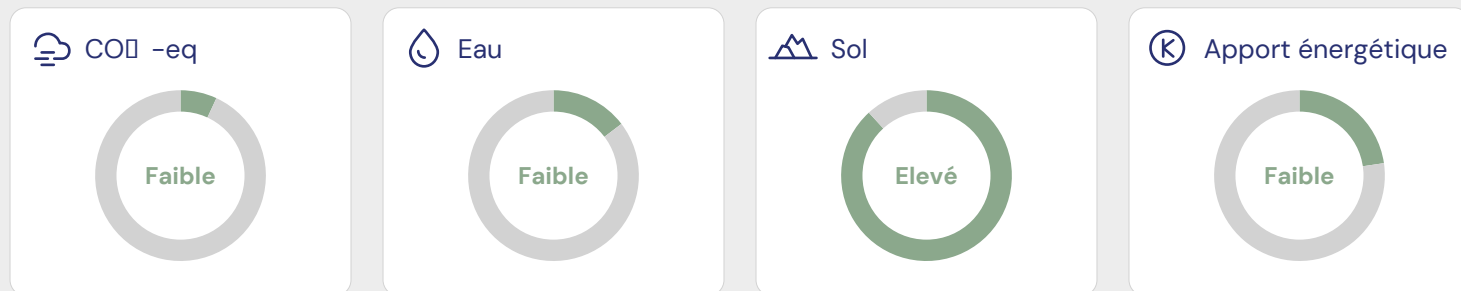 CO▯ -eq
Faible
Eau
Faible
Sol
Elevé
Apport énergétique
Faible